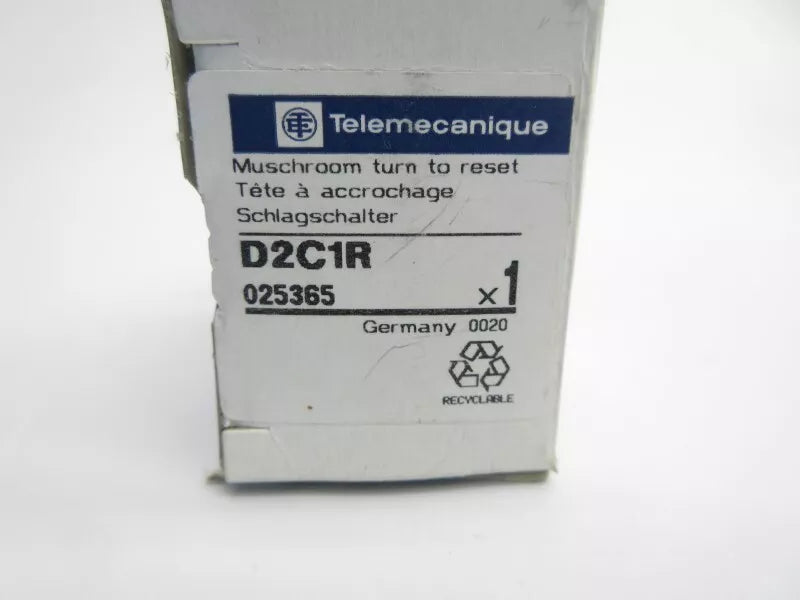 Telemecanique
Muschroom turn to reset
Tête à accrochage
Schlagschalter
D2C1R
025365 x1
Germany 0020
RECYCLABLE